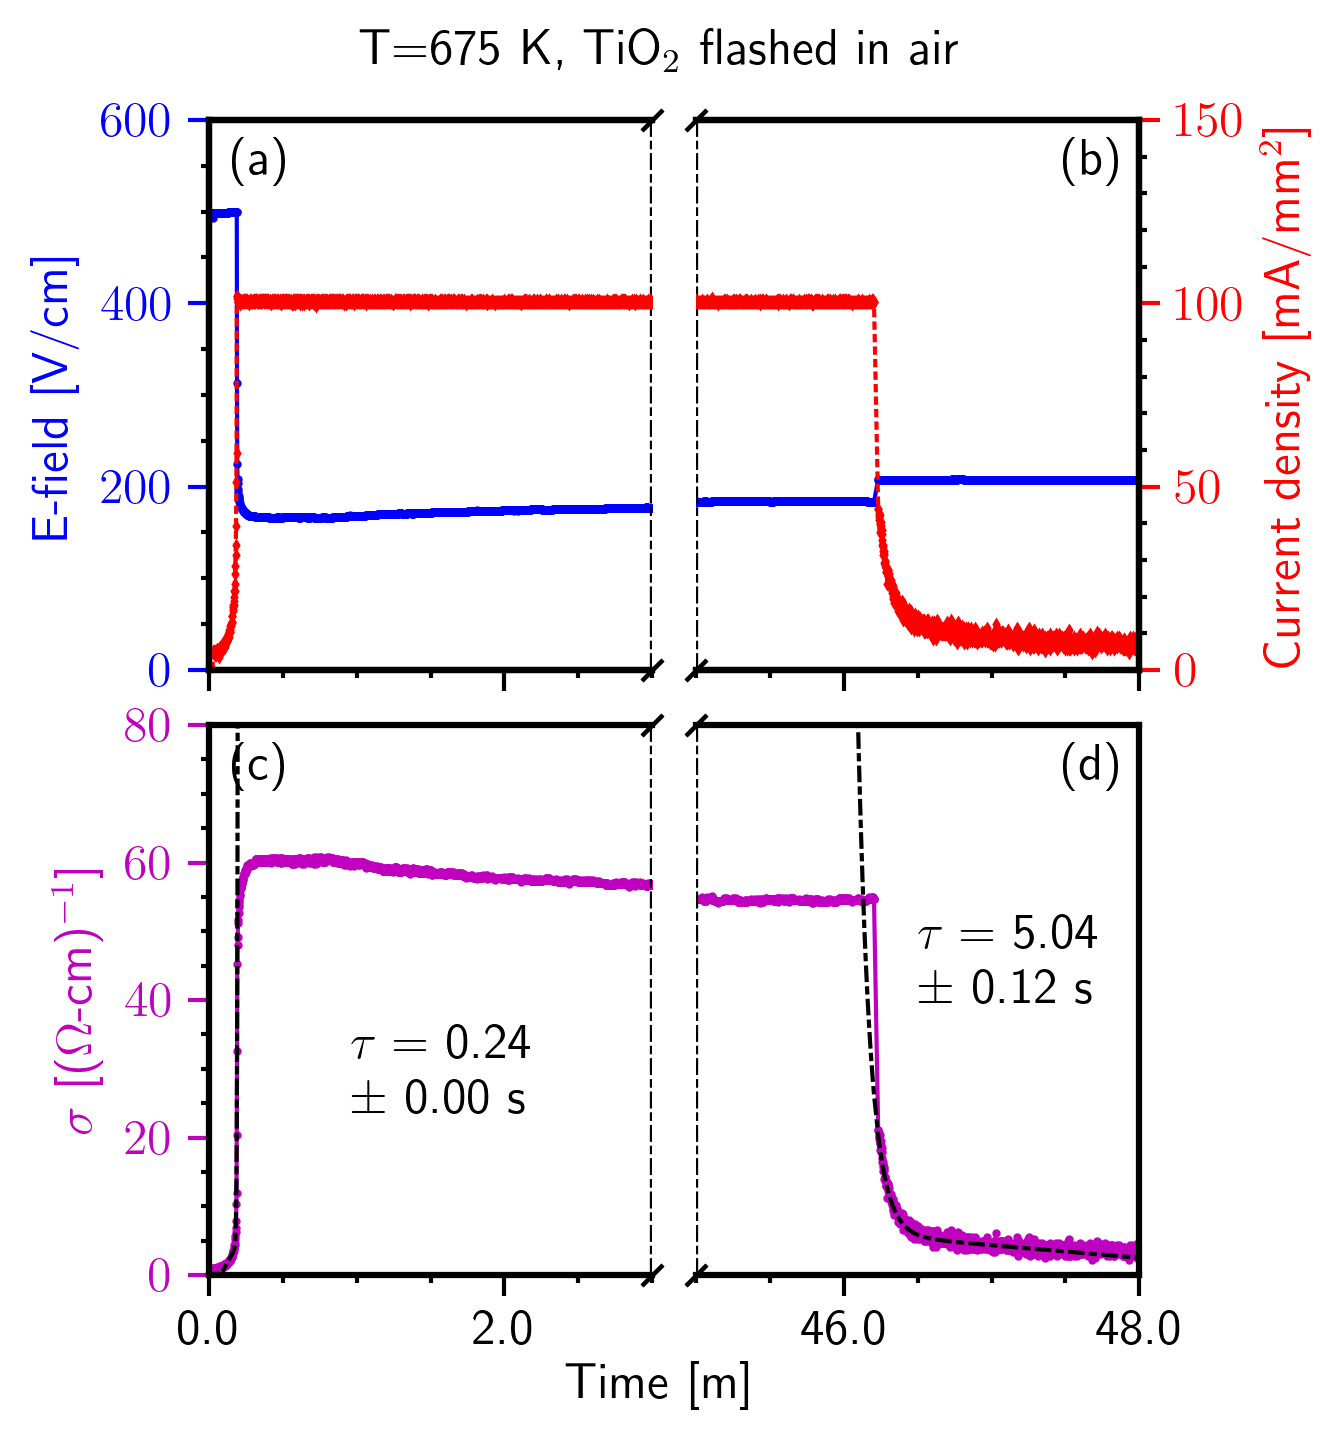 T=675 K, TiO₂ flashed in air
600
400
200
0
E-field [V/cm]
(a)
(b)
150
100
50
0
Current density [mA/mm²]
80
60
40
20
0
σ [(Ω-cm)⁻¹]
(c)
τ = 0.24
± 0.00 s
(d)
τ = 5.04
± 0.12 s
0.0
2.0
46.0
48.0
Time [m]